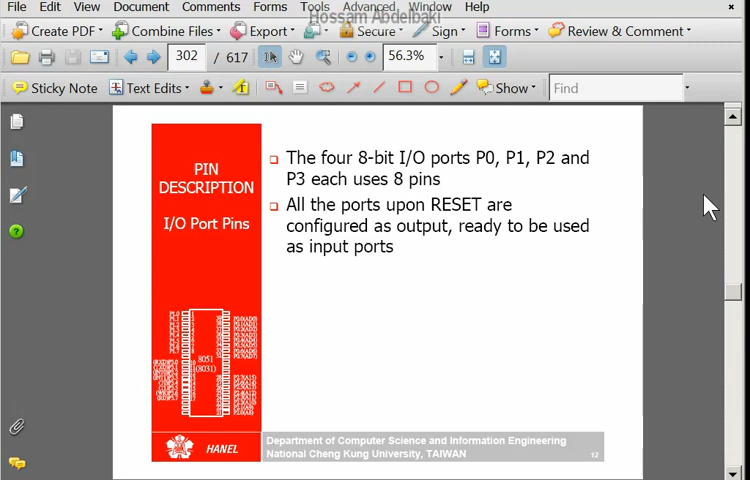 File Edit View Document Comments Forms Tools Advanced Window Help
Hossam Abdelbaki
Create PDF Combine Files Export Secure Sign Forms Review & Comment
302 / 617 56.3%
Sticky Note Text Edits Show Find
PIN
DESCRIPTION
I/O Port Pins
The four 8-bit I/O ports P0, P1, P2 and
P3 each uses 8 pins
All the ports upon RESET are
configured as output, ready to be used
as input ports
8051
(8031)
HANEL
Department of Computer Science and Information Engineering
National Cheng Kung University, TAIWAN
12